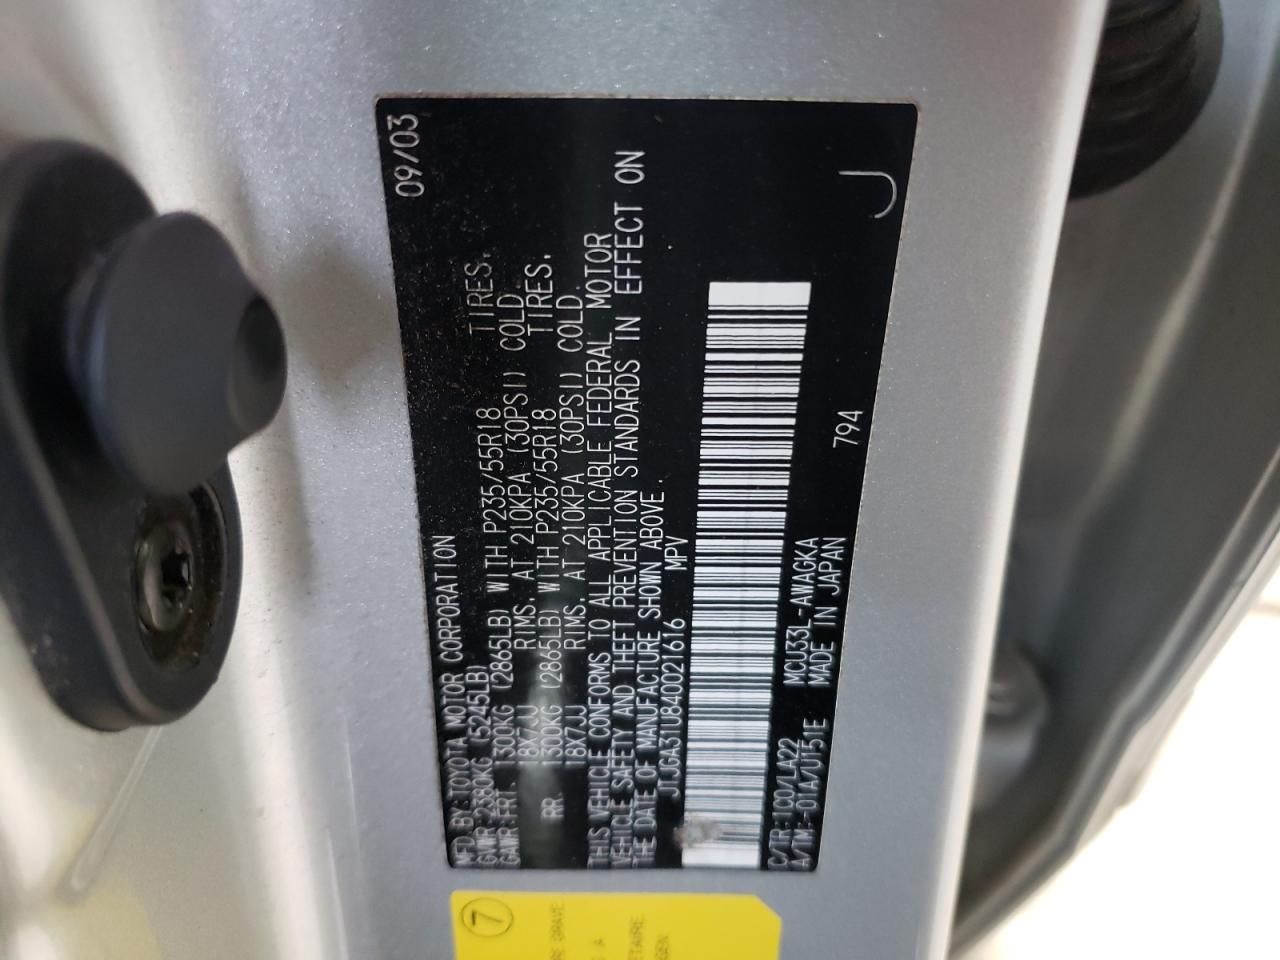 MFD. BY: TOYOTA MOTOR CORPORATION 09/03
GVWR: 2380KG (5245LB)
GAWR: FRT. 1300KG (2865LB) WITH P235/55R18 TIRES,
18X7JJ RIMS, AT 210KPA (30PSI) COLD.
RR. 1300KG (2865LB) WITH P235/55R18 TIRES,
18X7JJ RIMS, AT 210KPA (30PSI) COLD.
THIS VEHICLE CONFORMS TO ALL APPLICABLE FEDERAL MOTOR
VEHICLE SAFETY AND THEFT PREVENTION STANDARDS IN EFFECT ON
THE DATE OF MANUFACTURE SHOWN ABOVE.
JTJGA31U840021616 MPV
C/TR: 1C0/LA22 MCU33L-AWAGKA
A/TM: -01A/U151E MADE IN JAPAN 794
J
7
GRAVE
A